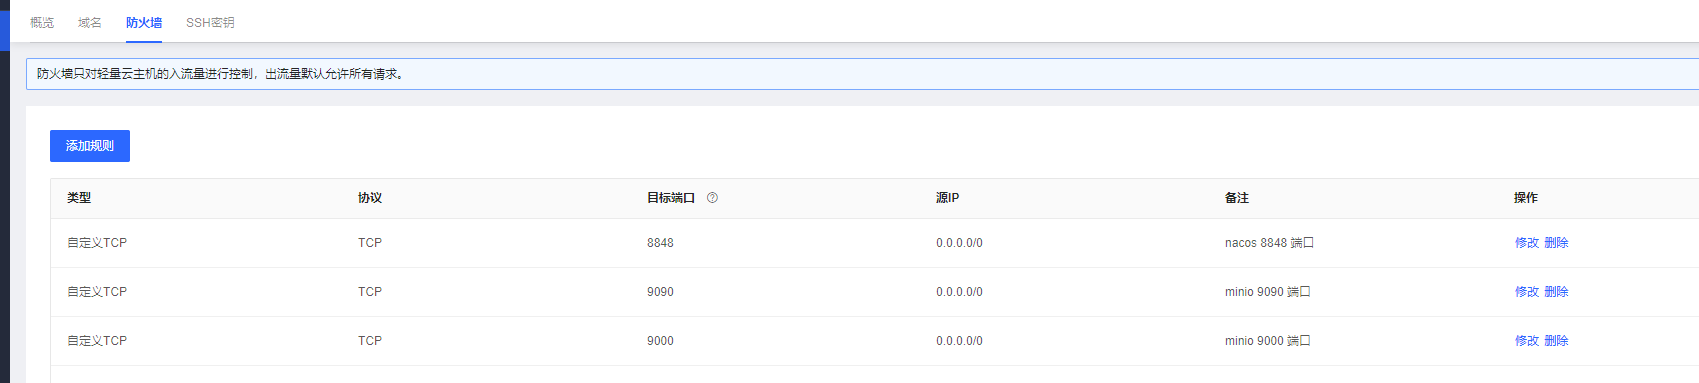 概览 域名 防火墙 SSH密钥
防火墙只对轻量云主机的入流量进行控制，出流量默认允许所有请求。
添加规则
类型 协议 目标端口 源IP 备注 操作
自定义TCP TCP 8848 0.0.0.0/0 nacos 8848 端口 修改 删除
自定义TCP TCP 9090 0.0.0.0/0 minio 9090 端口 修改 删除
自定义TCP TCP 9000 0.0.0.0/0 minio 9000 端口 修改 删除